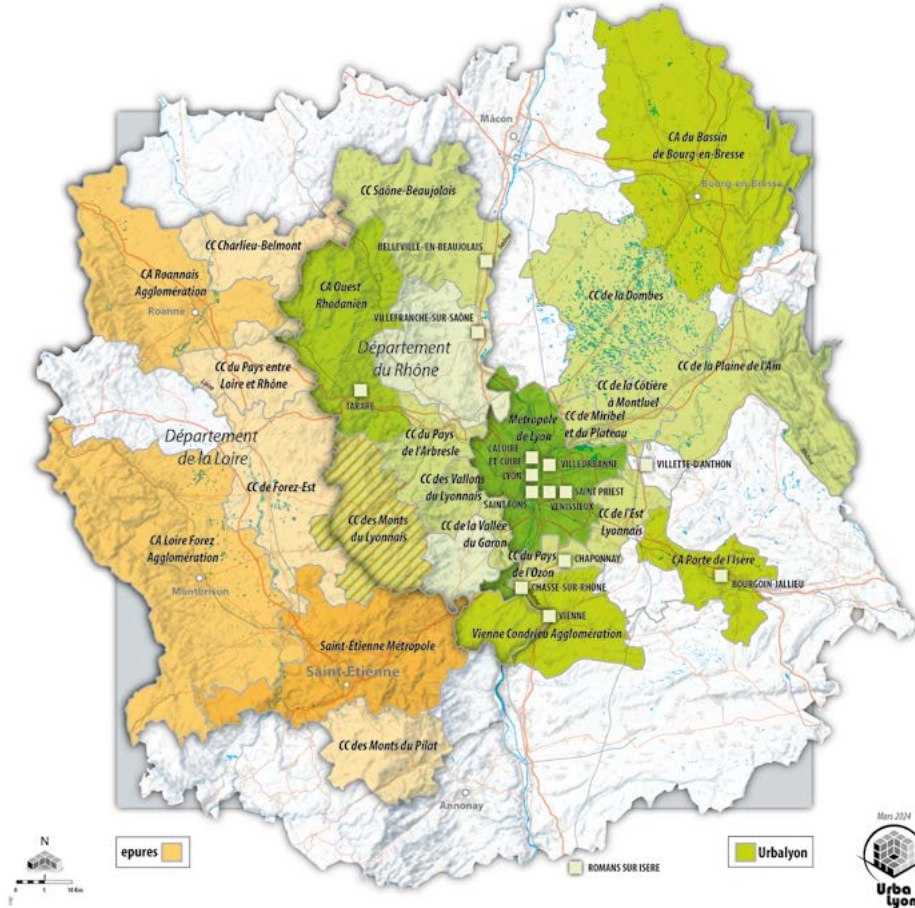 Mâcon
CA du Bassin
de Bourg-en-Bresse
Bourg-en-Bresse
CC Saône-Beaujolais
CC Charlieu-Belmont
BELLEVILLE-EN-BEAUJOLAIS
Saône
CA Roannais
Agglomération
Roanne
CA Ouest
Rhodanien
CC de la Dombes
VILLEFRANCHE-SUR-SAÔNE
Département
du Rhône
CC du Pays entre
Loire et Rhône
Loire
CC de la Plaine de l'Ain
TARARE
CC de la Côtière
à Montluel
Métropole
de Lyon
CC de Miribel
et du Plateau
Département
de la Loire
CC du Pays
de l'Arbresle
CALUIRE
ET-CUIRE
LYON
VILLEURBANNE
VILLETTE-D'ANTHON
Rhône
CC de Forez-Est
CC des Vallons
du Lyonnais
SAINT-FONS
SAINT PRIEST
VENISSIEUX
CC des Monts
du Lyonnais
CC de l'Est
Lyonnais
CC de la Vallée
du Garon
CA Loire Forez
Agglomération
CC du Pays
de l'Ozon
CHAPONNAY
CA Porte de l'Isère
Montbrison
CHASSE-SUR-RHÔNE
BOURGOIN-JALLIEU
VIENNE
Vienne Condrieu Agglomération
Saint-Étienne Métropole
Saint-Étienne
CC des Monts du Pilat
Annonay
Mars 2024
N
0 5 10 Km
epures
Urbalyon
ROMANS SUR ISERE
Urba
Lyon